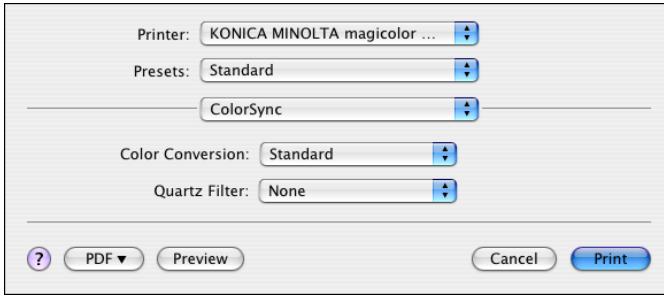 Printer: KONICA MINOLTA magicolor ...
Presets: Standard
ColorSync
Color Conversion: Standard
Quartz Filter: None
? PDF ▼ Preview Cancel Print